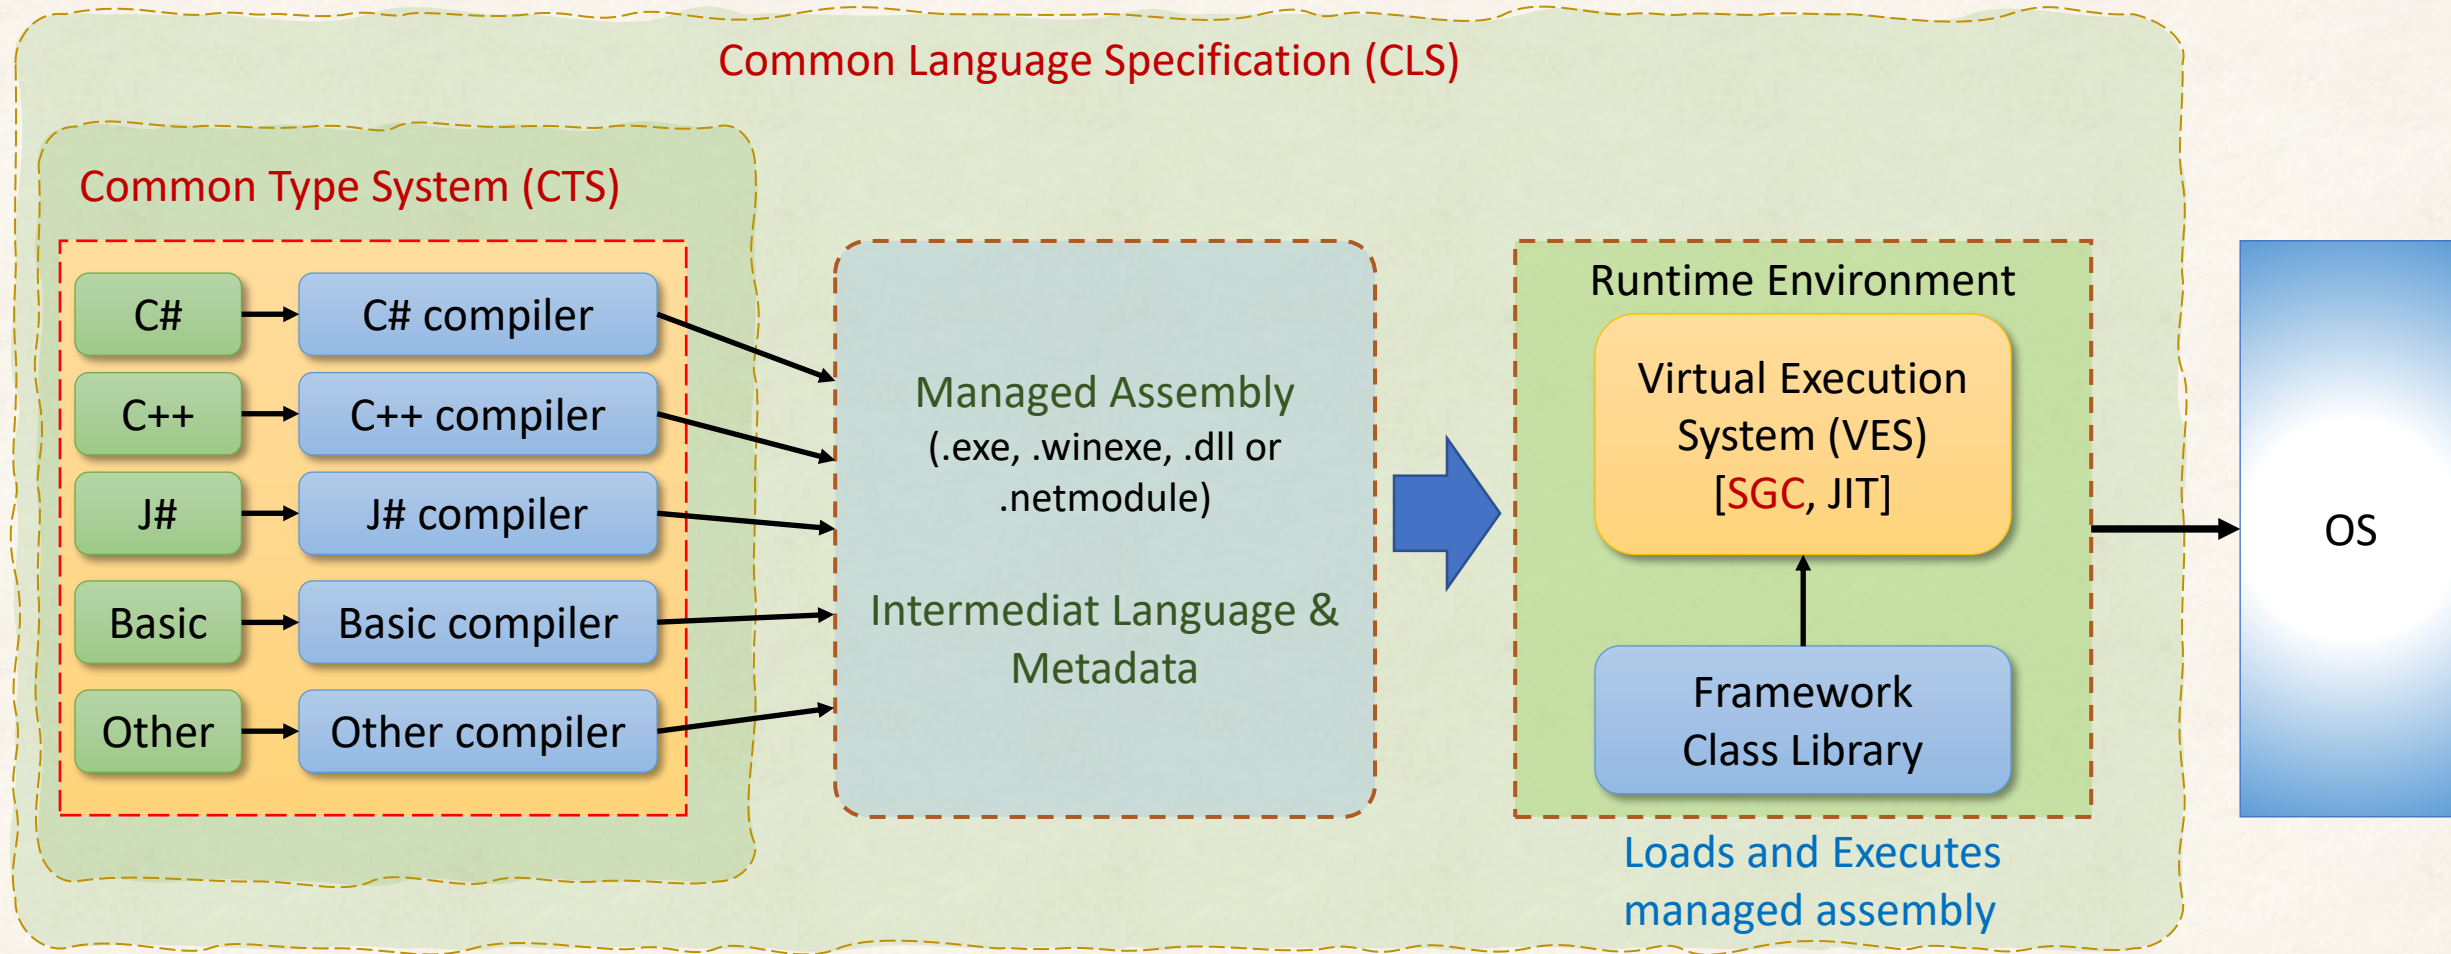 Common Language Specification (CLS)
Common Type System (CTS)
C#
C# compiler
C++
C++ compiler
J#
J# compiler
Basic
Basic compiler
Other
Other compiler
Managed Assembly
(.exe, .winexe, .dll or
.netmodule)
Intermediat Language &
Metadata
Runtime Environment
Virtual Execution
System (VES)
[SGC, JIT]
Framework
Class Library
Loads and Executes
managed assembly
OS